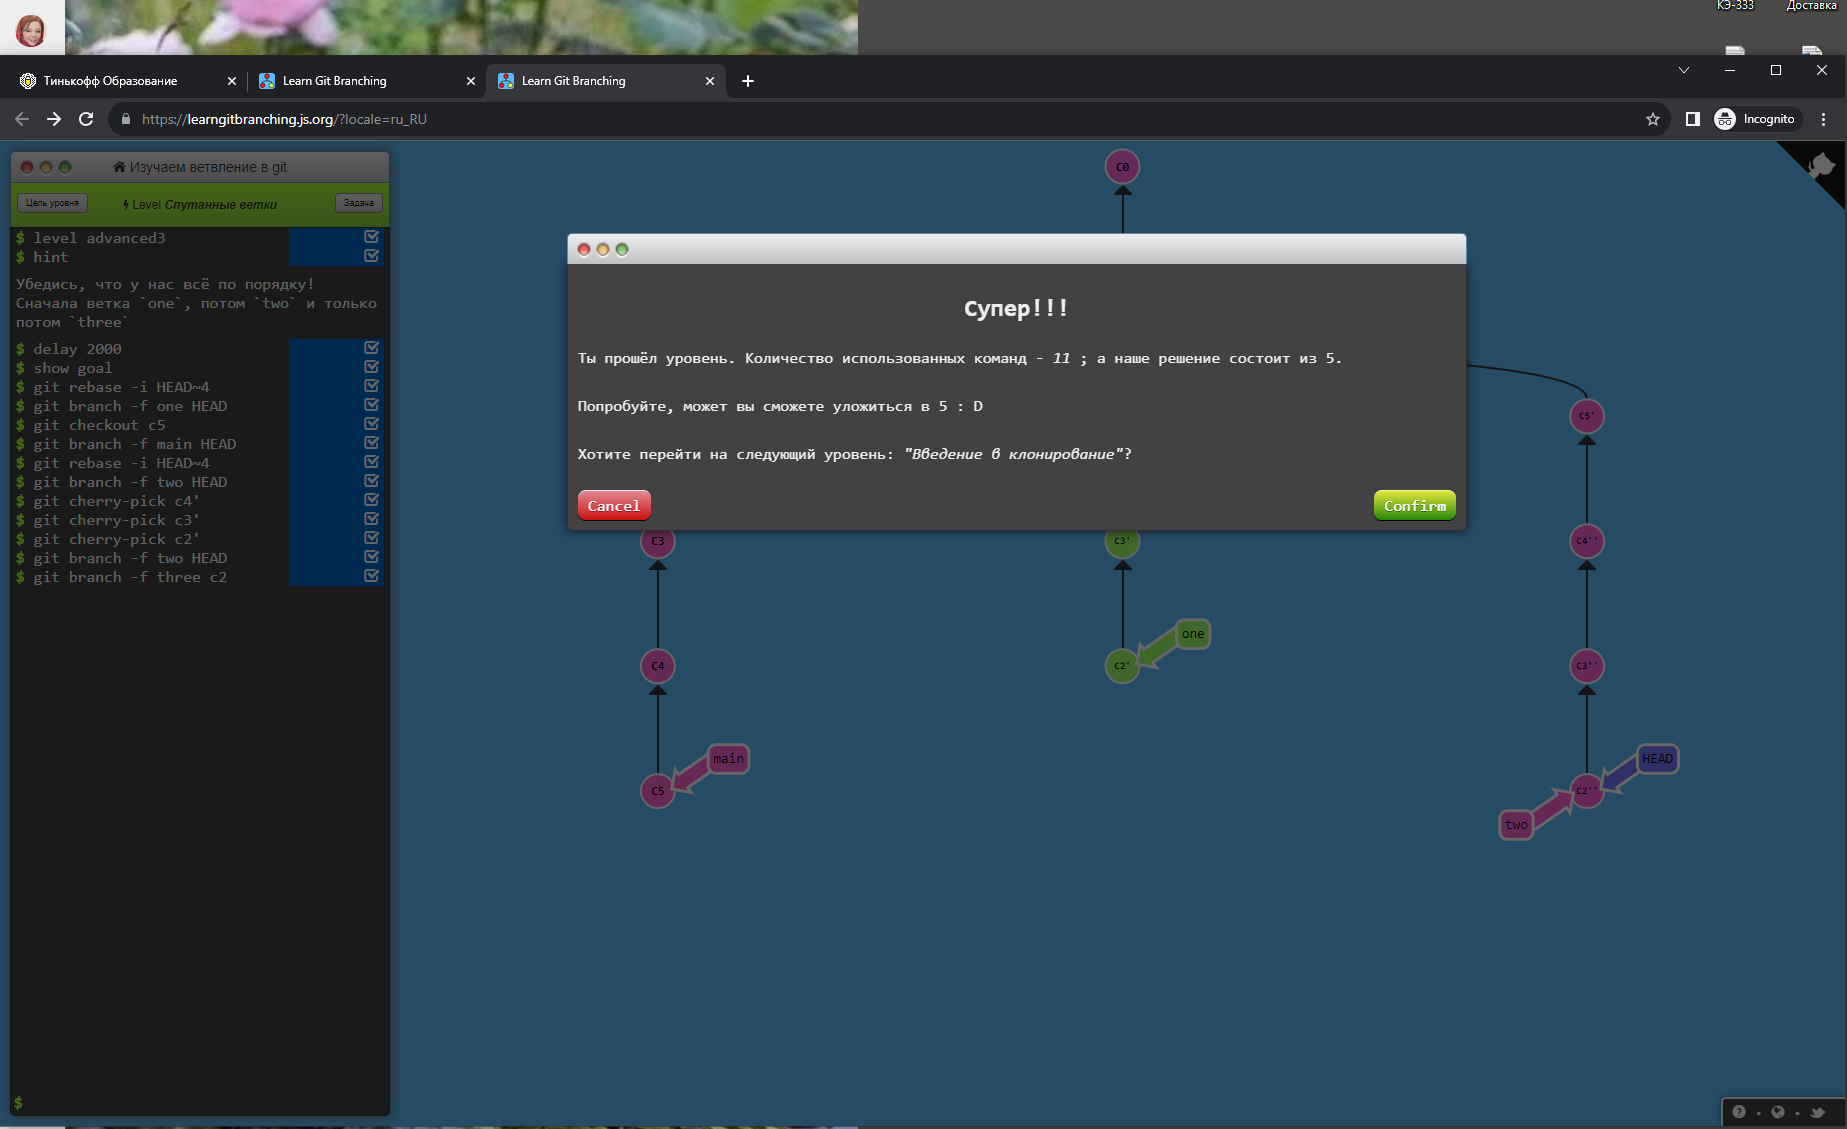 КЭ-333
Доставка
Тинькофф Образование
Learn Git Branching
Learn Git Branching
https://learngitbranching.js.org/?locale=ru_RU
Incognito
Изучаем ветвление в git
Цель уровня
Level Спутанные ветки
Задача
$ level advanced3
$ hint
Убедись, что у нас всё по порядку!
Сначала ветка `one`, потом `two` и только
потом `three`
$ delay 2000
$ show goal
$ git rebase -i HEAD~4
$ git branch -f one HEAD
$ git checkout c5
$ git branch -f main HEAD
$ git rebase -i HEAD~4
$ git branch -f two HEAD
$ git cherry-pick c4'
$ git cherry-pick c3'
$ git cherry-pick c2'
$ git branch -f two HEAD
$ git branch -f three c2
$
C0
Супер!!!
Ты прошёл уровень. Количество использованных команд - 11 ; а наше решение состоит из 5.
Попробуйте, может вы сможете уложиться в 5 : D
Хотите перейти на следующий уровень: "Введение в клонирование"?
Cancel
Confirm
C5'
C3
C3'
C4''
one
C4
C2'
C3''
main
HEAD
C5
C2''
two